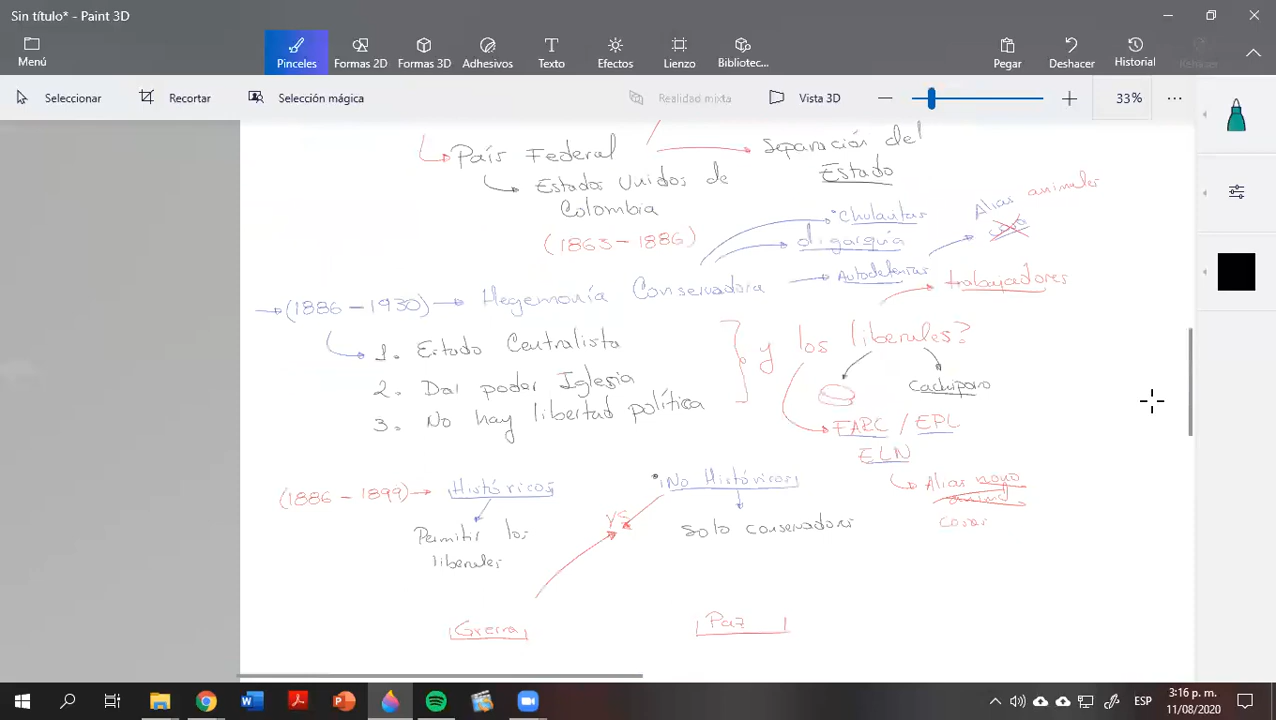 Sin título* - Paint 3D
Menú
Pinceles
Formas 2D
Formas 3D
Adhesivos
Texto
Efectos
Lienzo
Bibliotec...
Pegar
Deshacer
Historial
Rehacer
Seleccionar
Recortar
Selección mágica
Realidad mixta
Vista 3D
33%
País Federal
Separación del
Estado
Estados Unidos de
Colombia
(1863-1886)
Chulavitas
oligarquía
Alias animales
(1886-1930) Hegemonía Conservadora
Autodefensas
trabajadores
1. Estado Centralista
2. Dar poder Iglesia
3. No hay libertad política
y los liberales?
Cachiporo
FARC / EPL
ELN
Alias
cosas
(1886-1899)
Históricos
No Históricos
Permitir los
liberales
VS
Solo conservadores
Guerra
Paz
ESP
3:16 p. m.
11/08/2020